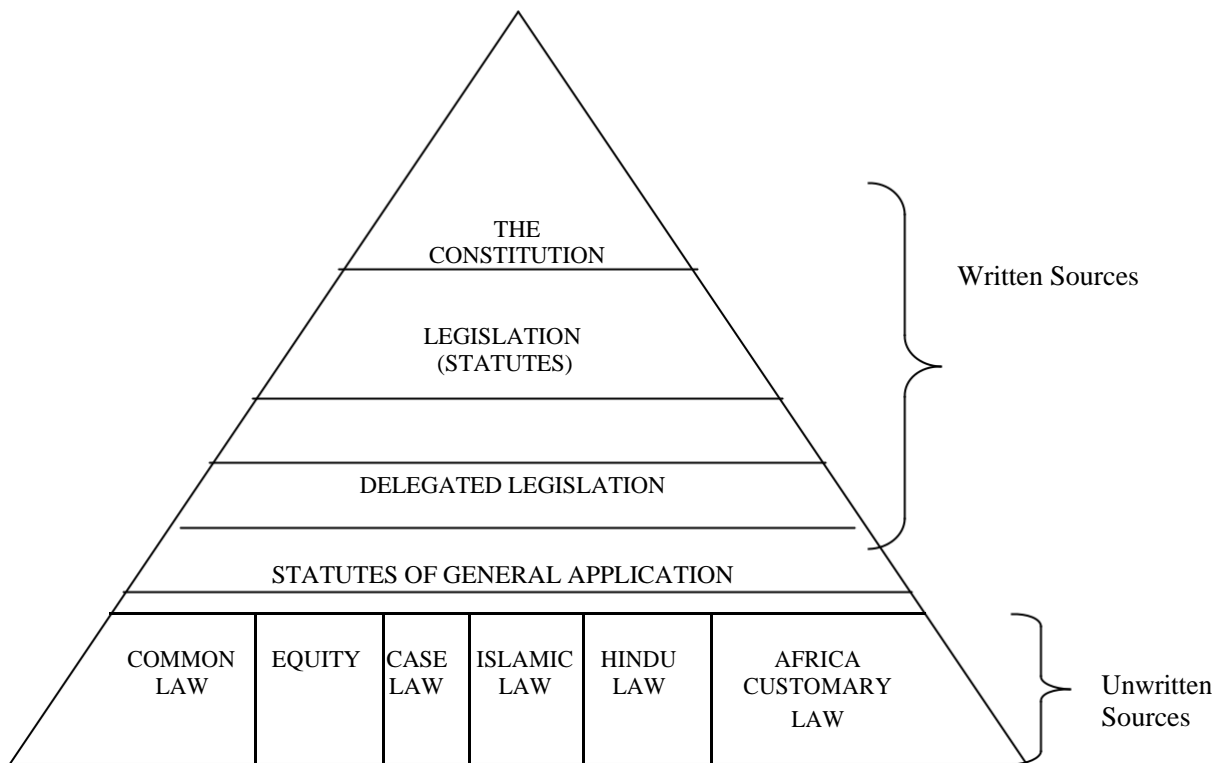 THE
CONSTITUTION
Written Sources
LEGISLATION
(STATUTES)
DELEGATED LEGISLATION
STATUTES OF GENERAL APPLICATION
COMMON
LAW
EQUITY
CASE
LAW
ISLAMIC
LAW
HINDU
LAW
AFRICA
CUSTOMARY
LAW
Unwritten
Sources